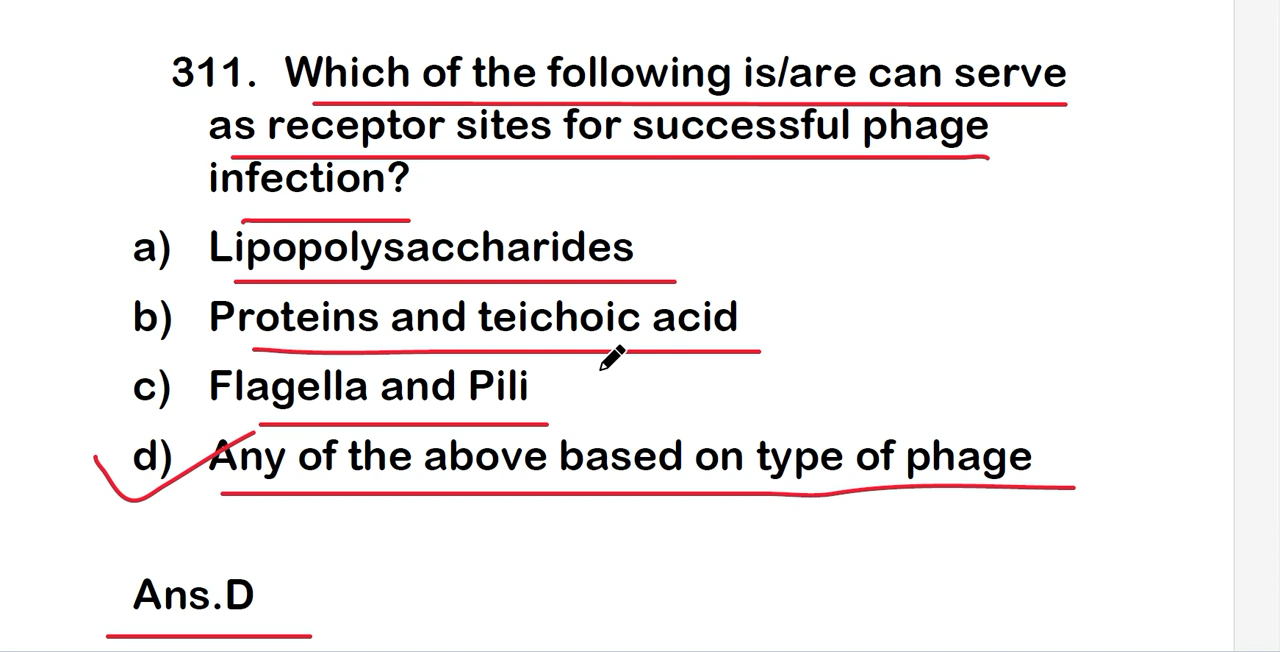 311. Which of the following is/are can serve
as receptor sites for successful phage
infection?
a) Lipopolysaccharides
b) Proteins and teichoic acid
c) Flagella and Pili
d) Any of the above based on type of phage
Ans.D